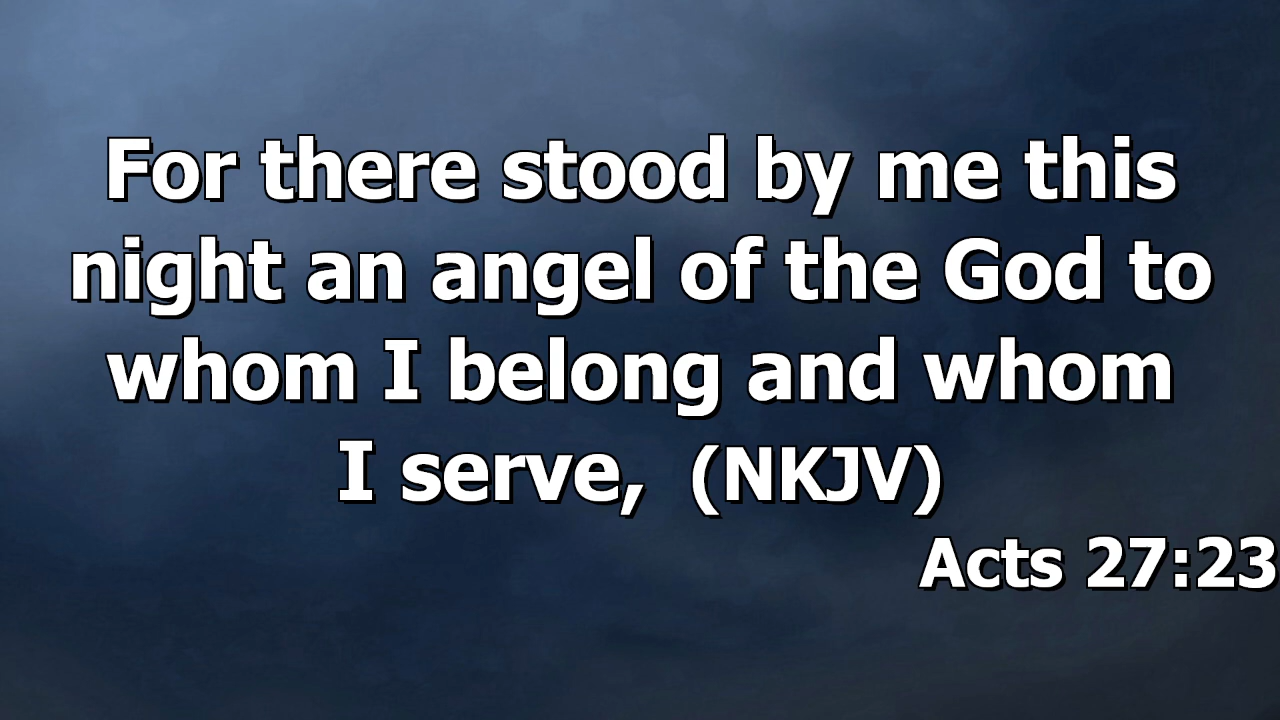 For there stood by me this
night an angel of the God to
whom I belong and whom
I serve,  (NKJV)
Acts 27:23